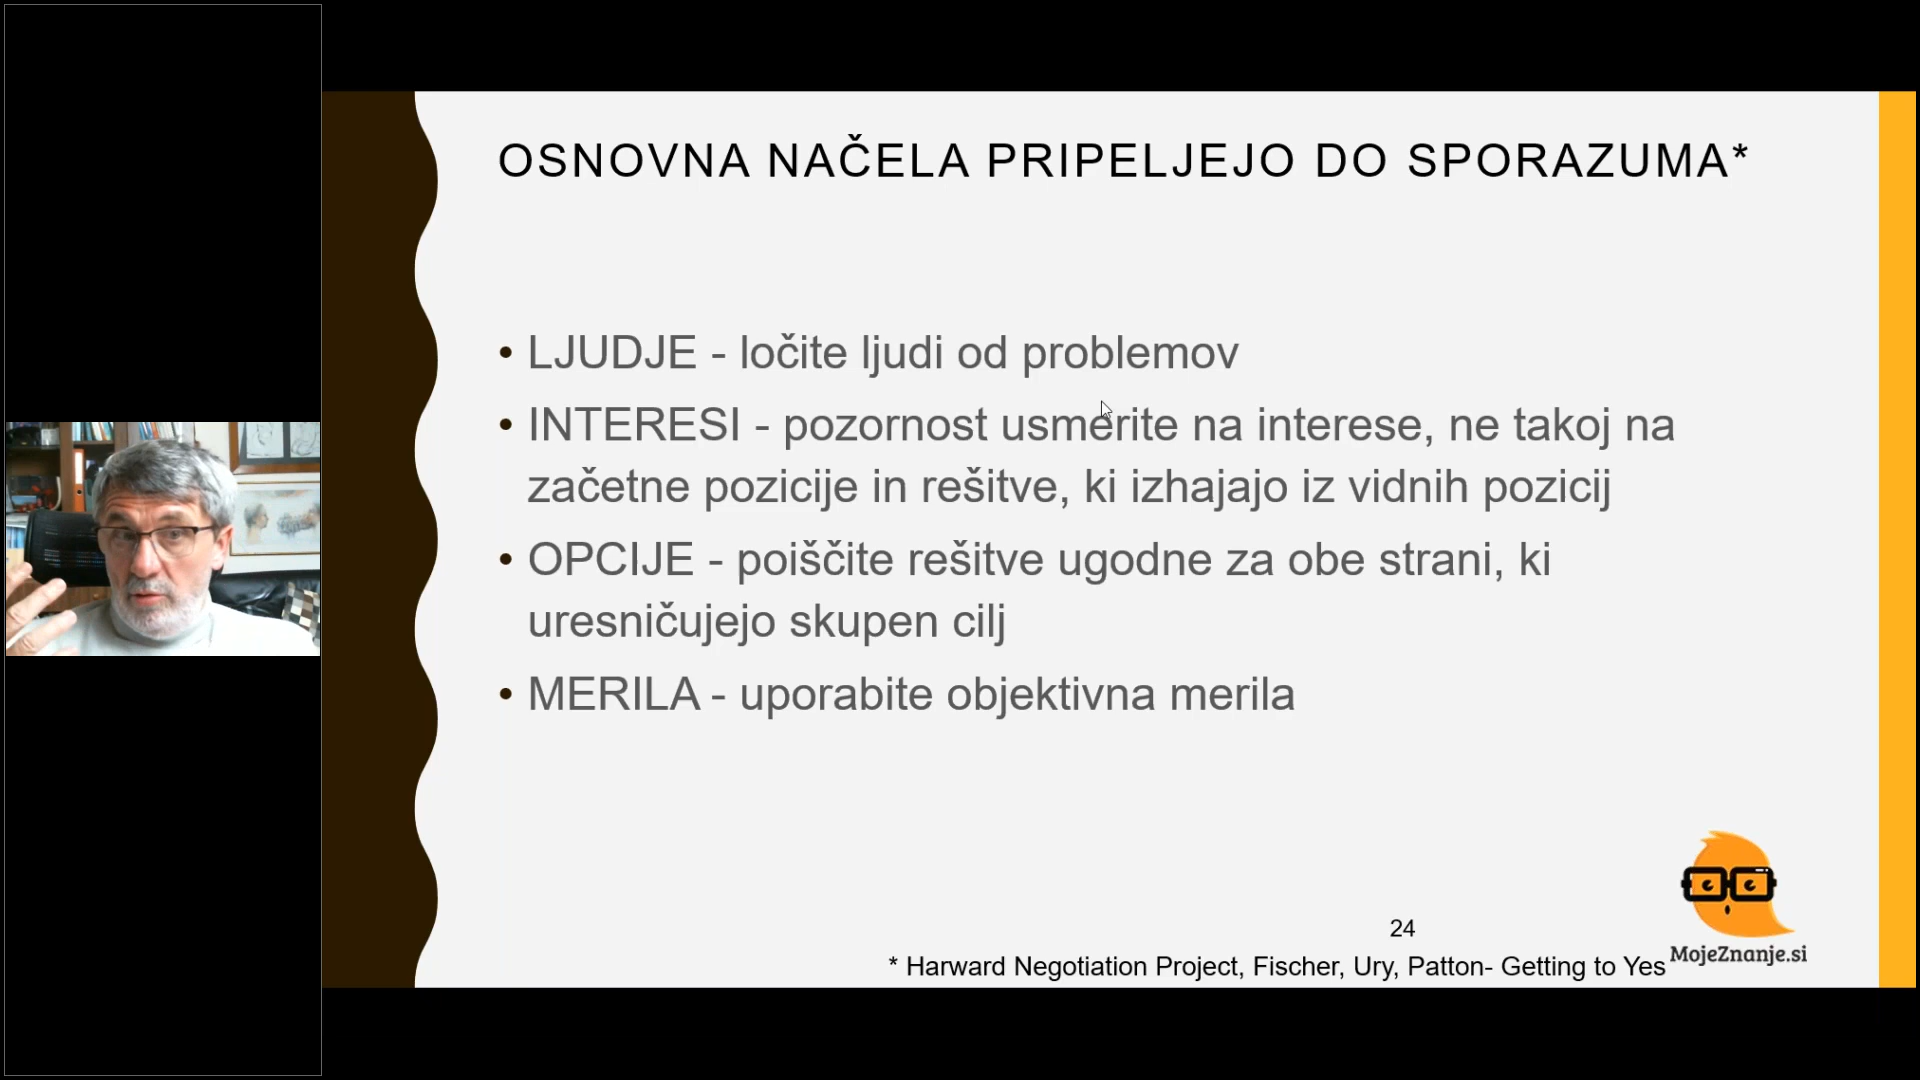 OSNOVNA NAČELA PRIPELJEJO DO SPORAZUMA*
• LJUDJE - ločite ljudi od problemov
• INTERESI - pozornost usmerite na interese, ne takoj na
začetne pozicije in rešitve, ki izhajajo iz vidnih pozicij
• OPCIJE - poiščite rešitve ugodne za obe strani, ki
uresničujejo skupen cilj
• MERILA - uporabite objektivna merila
24
* Harward Negotiation Project, Fischer, Ury, Patton- Getting to Yes
MojeZnanje.si